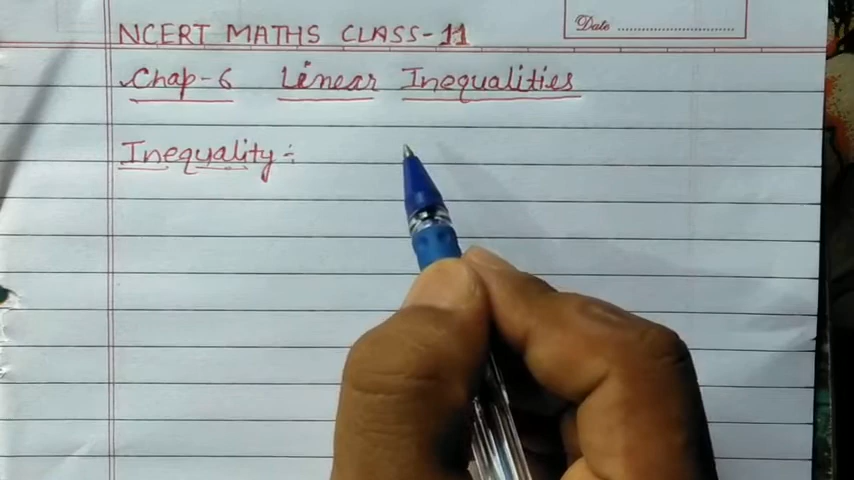 Date ..............................
NCERT MATHS CLASS-11
Chap-6 Linear Inequalities
Inequality :-